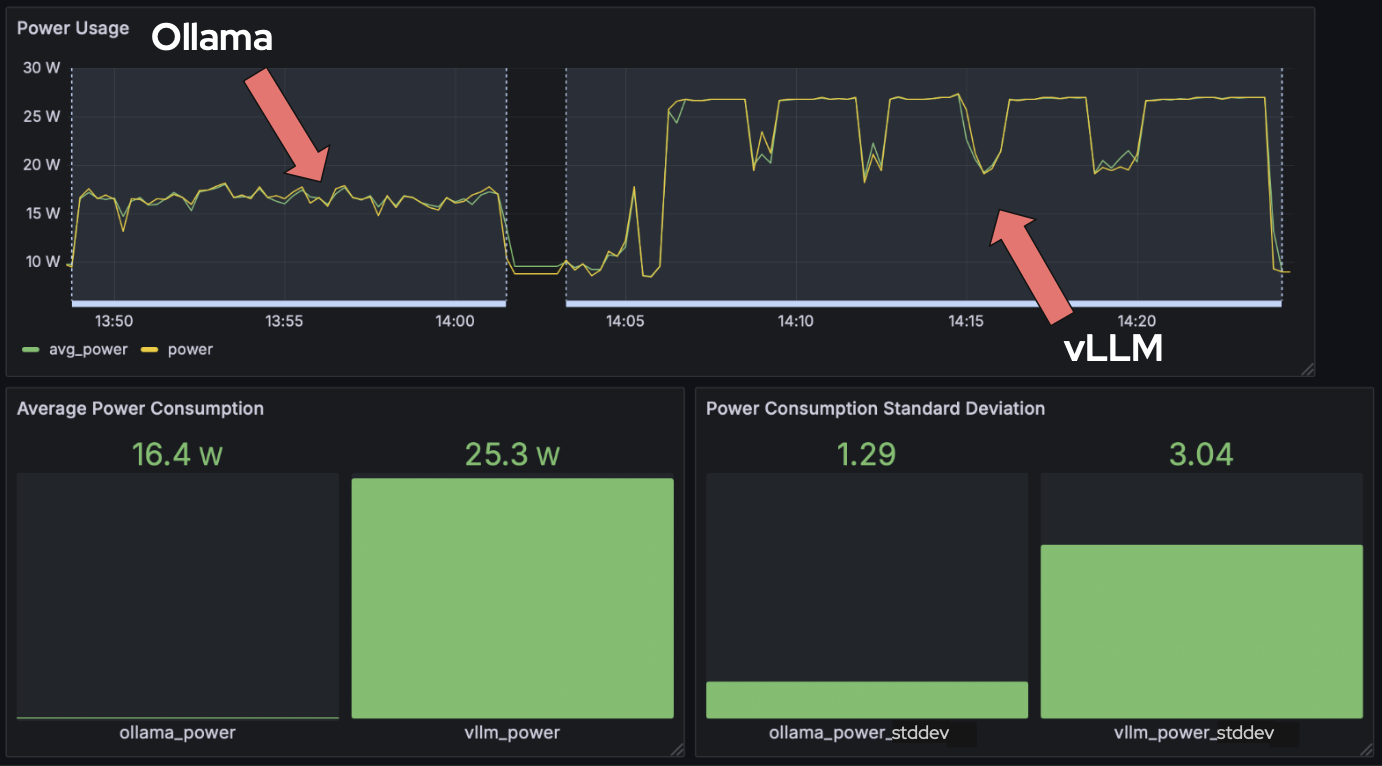 Power Usage
Ollama
30 W
25 W
20 W
15 W
10 W
13:50 13:55 14:00 14:05 14:10 14:15 14:20
avg_power power
vLLM
Average Power Consumption
16.4 W 25.3 W
ollama_power vllm_power
Power Consumption Standard Deviation
1.29 3.04
ollama_power_stddev vllm_power_stddev